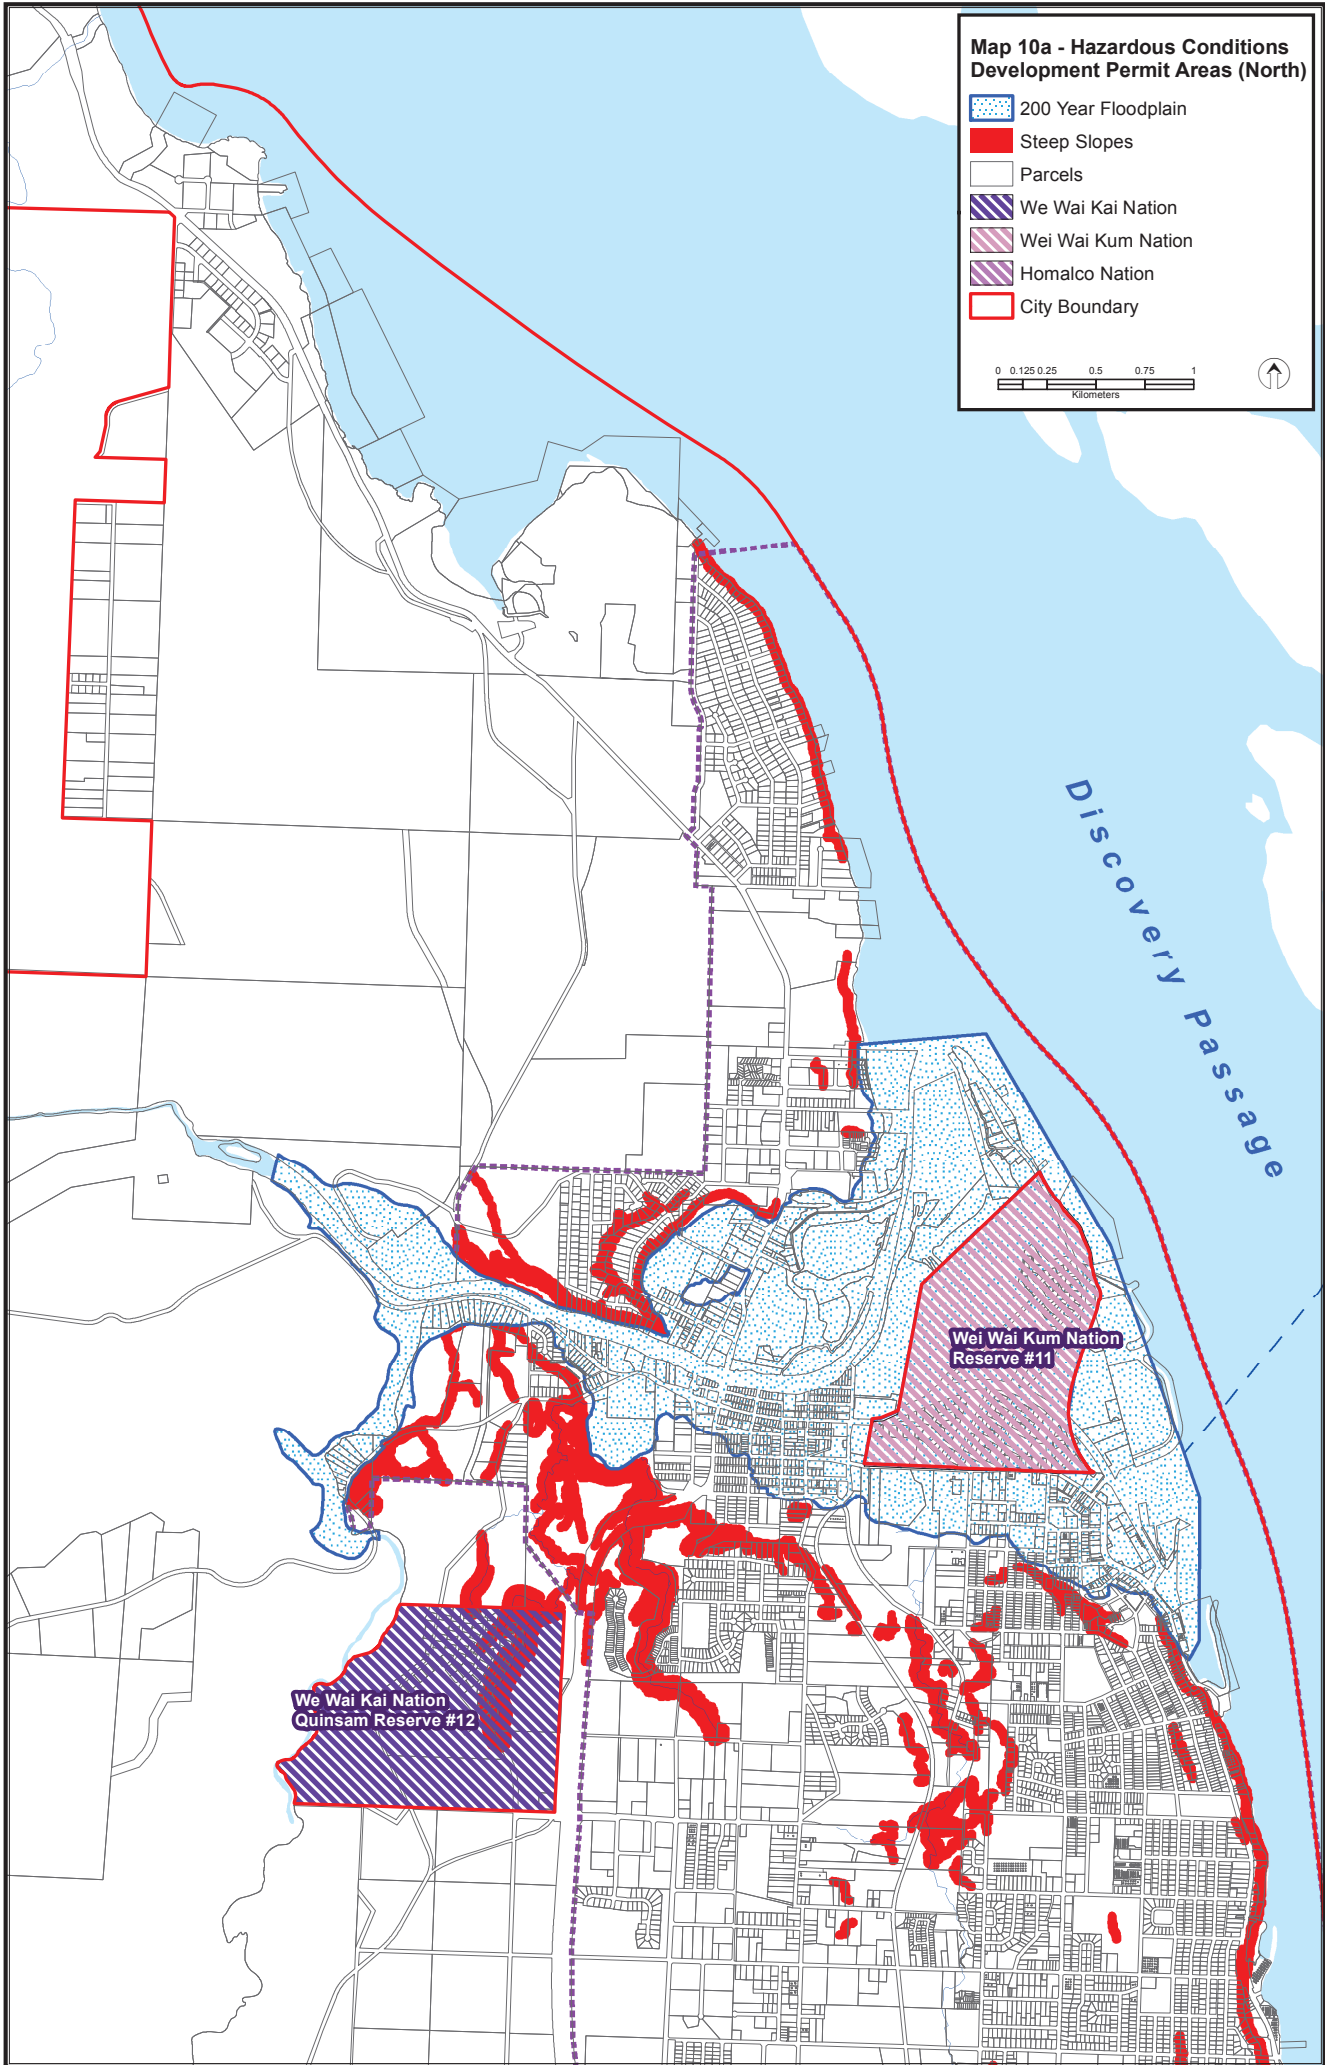 Map 10a - Hazardous Conditions
Development Permit Areas (North)
200 Year Floodplain
Steep Slopes
Parcels
We Wai Kai Nation
Wei Wai Kum Nation
Homalco Nation
City Boundary
0 0.125 0.25 0.5 0.75 1
Kilometers
Discovery Passage
Wei Wai Kum Nation
Reserve #11
We Wai Kai Nation
Quinsam Reserve #12